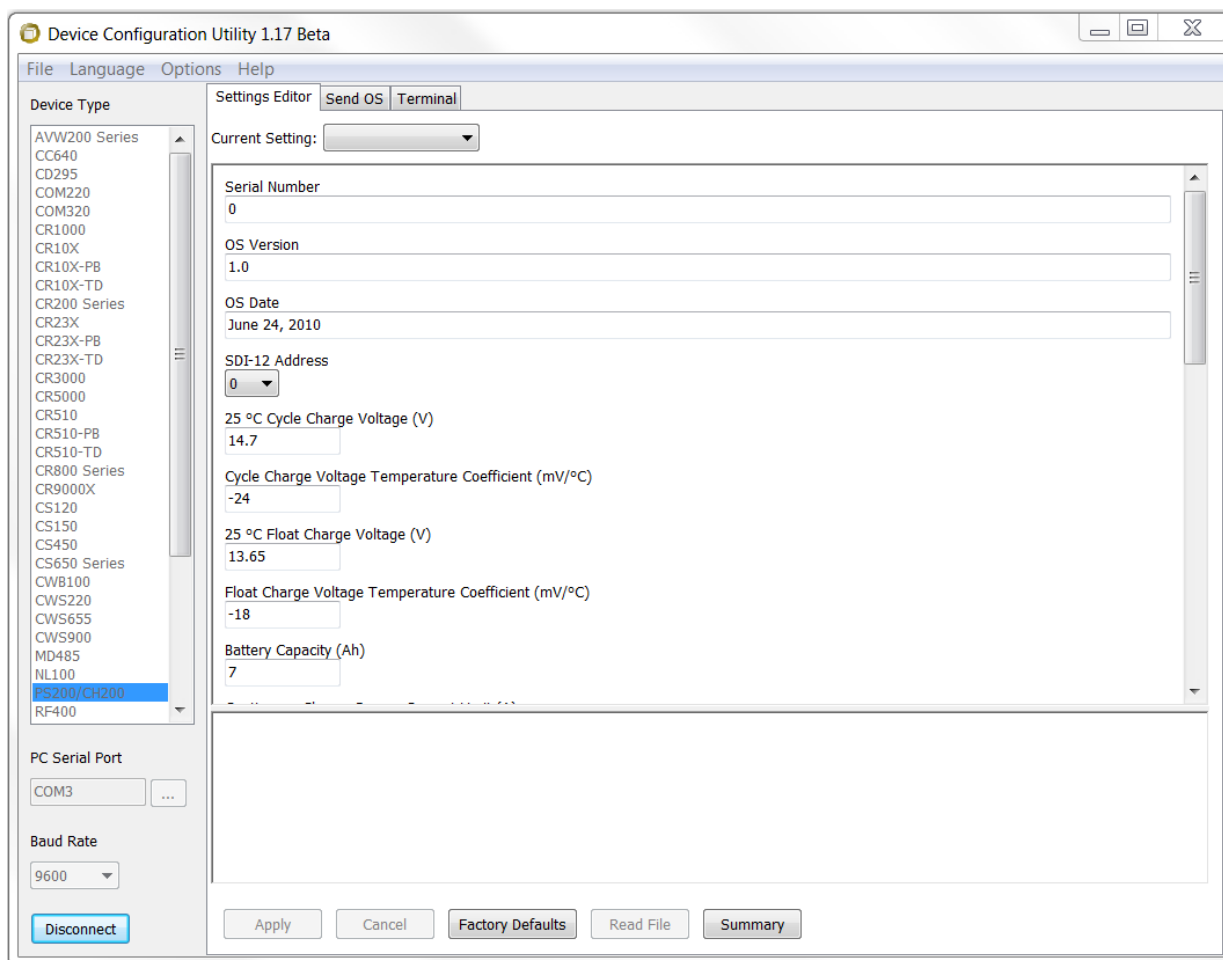 Device Configuration Utility 1.17 Beta
File Language Options Help
Device Type
AVW200 Series
CC640
CD295
COM220
COM320
CR1000
CR10X
CR10X-PB
CR10X-TD
CR200 Series
CR23X
CR23X-PB
CR23X-TD
CR3000
CR5000
CR510
CR510-PB
CR510-TD
CR800 Series
CR9000X
CS120
CS150
CS450
CS650 Series
CWB100
CWS220
CWS655
CWS900
MD485
NL100
PS200/CH200
RF400
PC Serial Port
COM3
...
Baud Rate
9600
Disconnect
Settings Editor Send OS Terminal
Current Setting:
Serial Number
0
OS Version
1.0
OS Date
June 24, 2010
SDI-12 Address
0
25 ºC Cycle Charge Voltage (V)
14.7
Cycle Charge Voltage Temperature Coefficient (mV/ºC)
-24
25 ºC Float Charge Voltage (V)
13.65
Float Charge Voltage Temperature Coefficient (mV/ºC)
-18
Battery Capacity (Ah)
7
Apply Cancel Factory Defaults Read File Summary